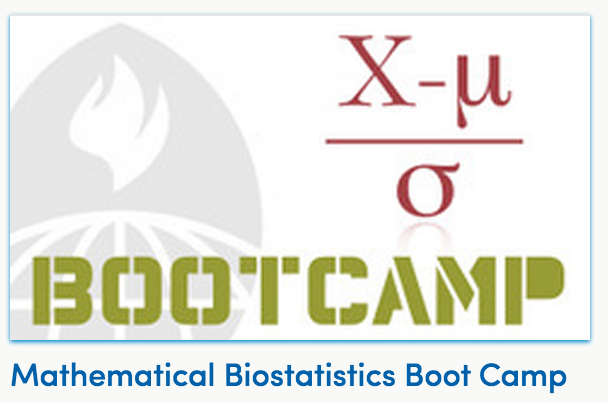 X-μ
σ
BOOTCAMP
Mathematical Biostatistics Boot Camp